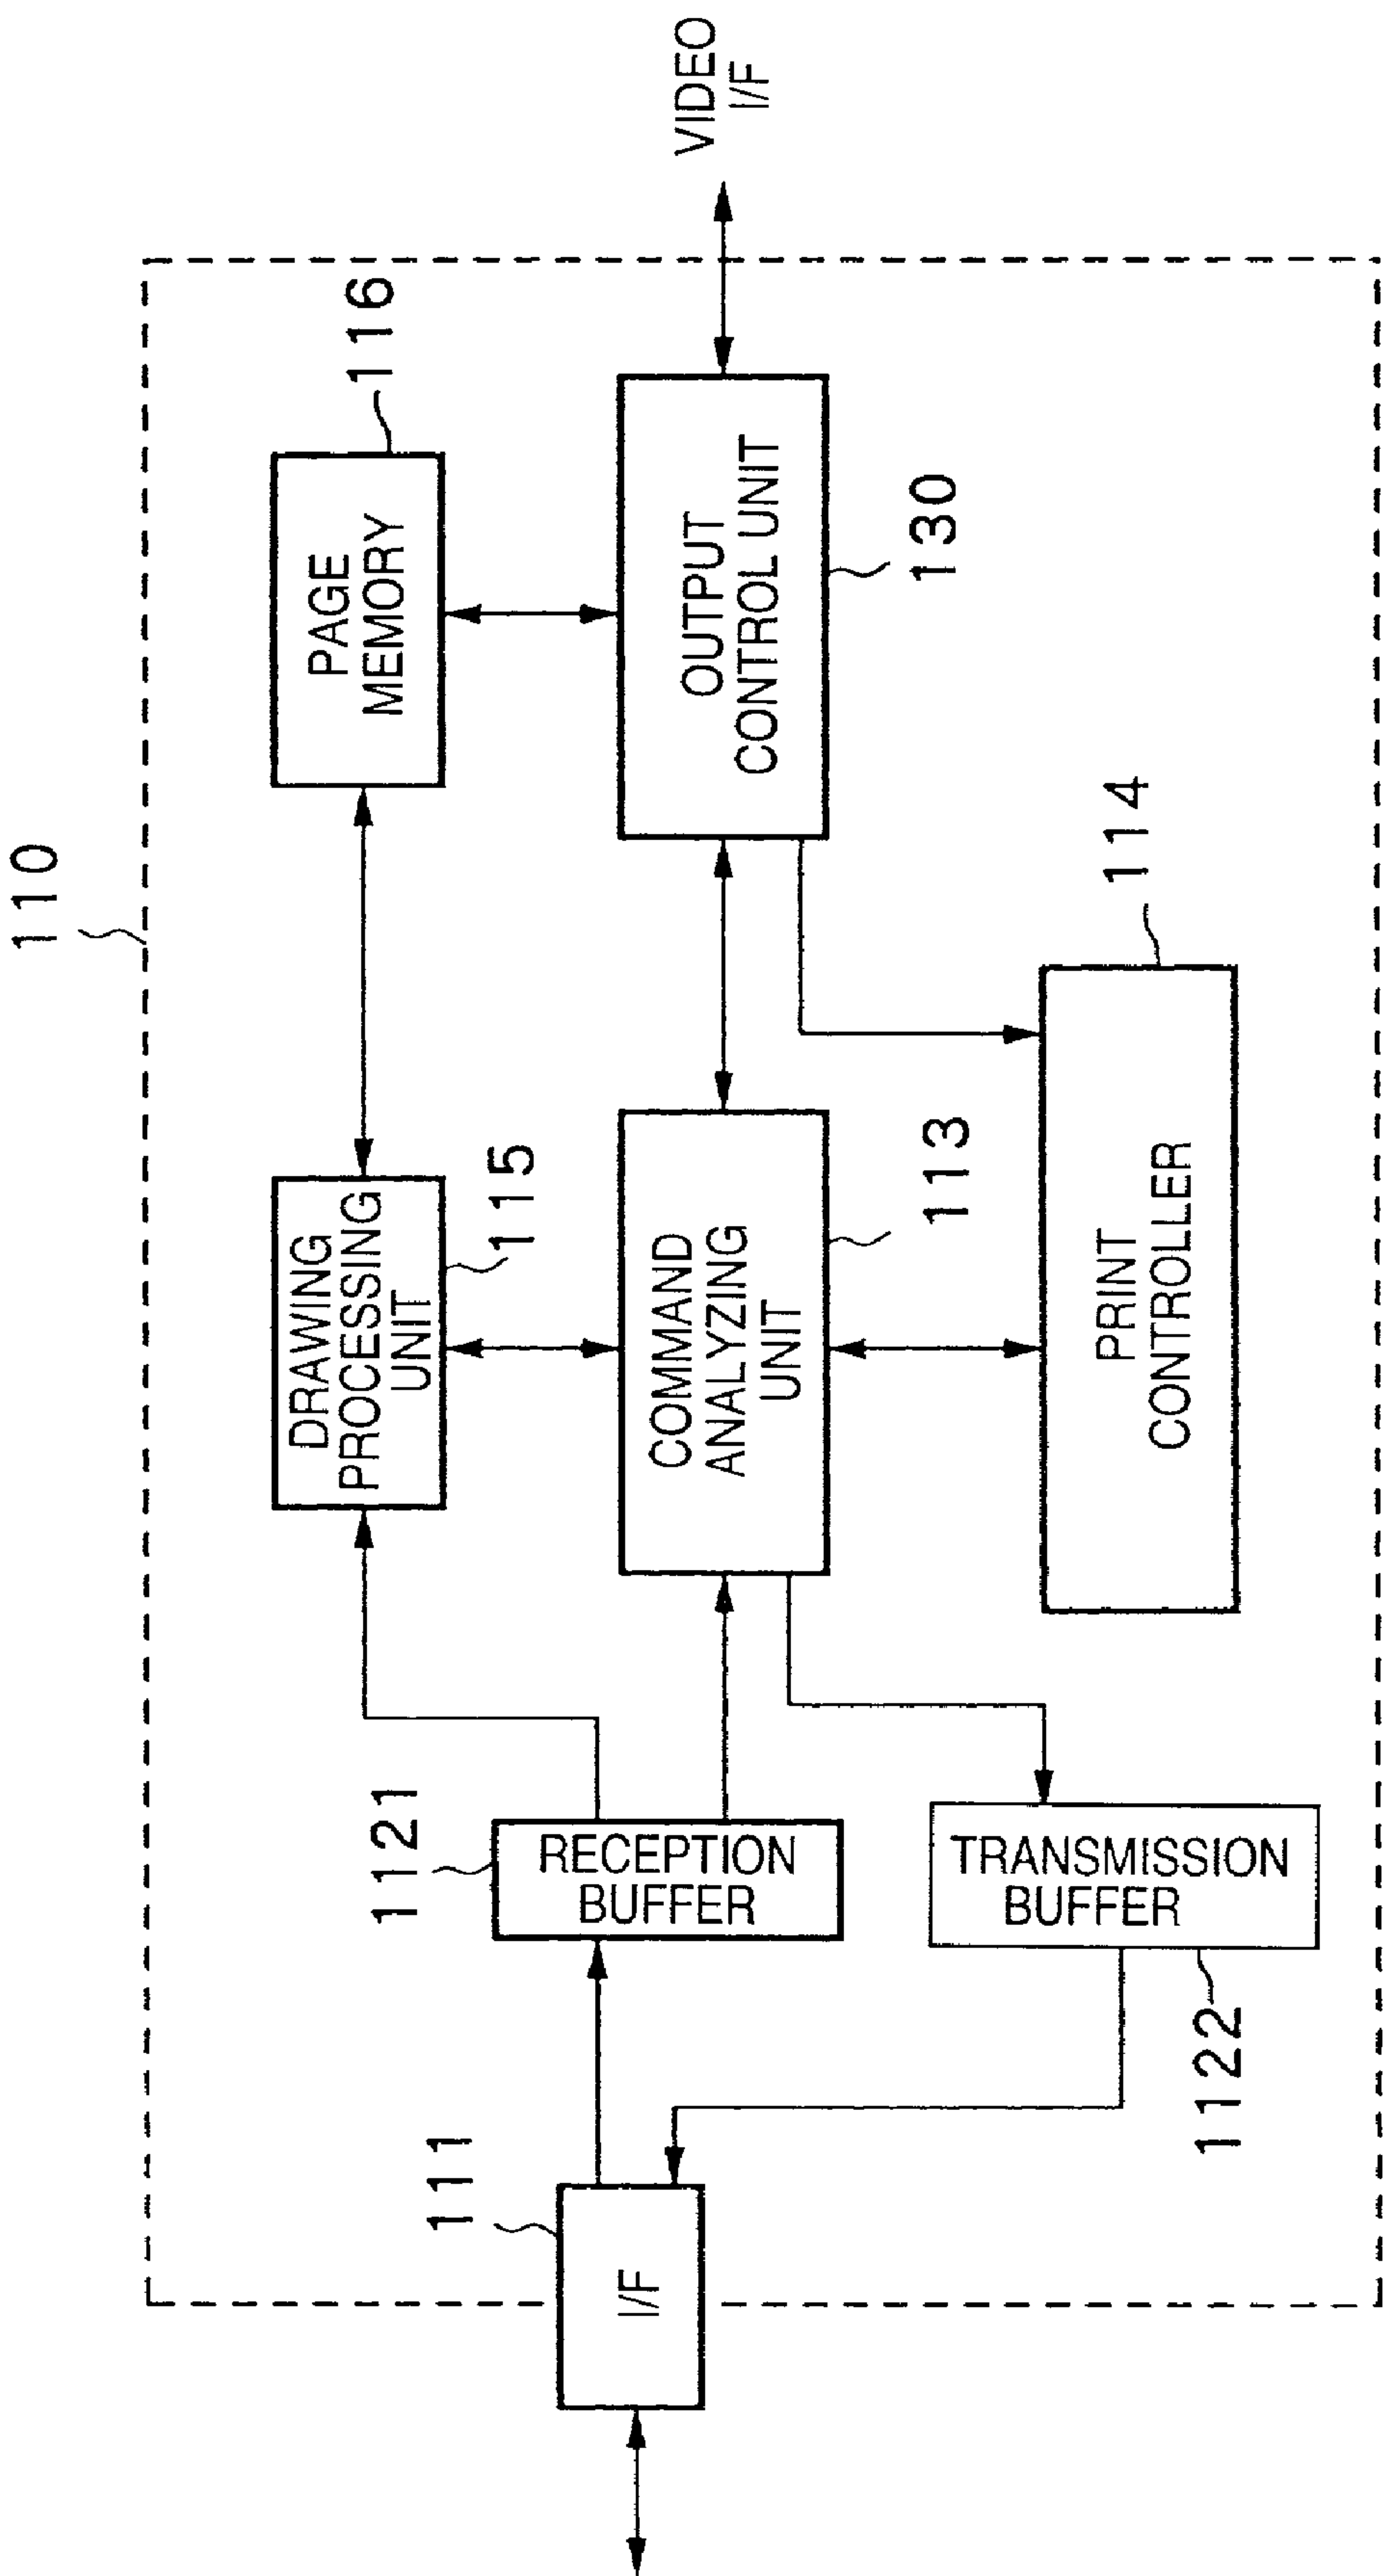 110
116
PAGE
MEMORY
VIDEO
I/F
115
DRAWING
PROCESSING
UNIT
OUTPUT
CONTROL UNIT
130
1121
RECEPTION
BUFFER
COMMAND
ANALYZING
UNIT
113
111
I/F
114
PRINT
CONTROLLER
TRANSMISSION
BUFFER
1122